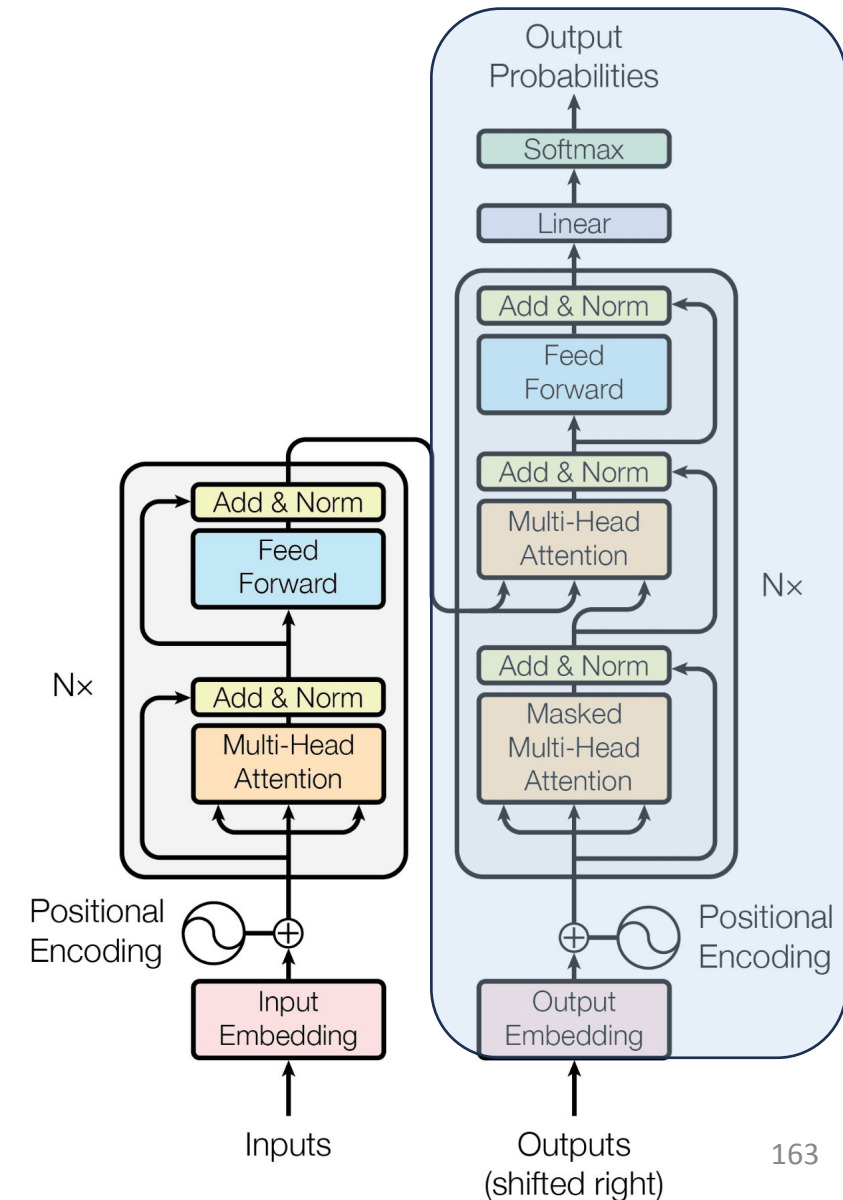 Output
Probabilities
Softmax
Linear
Add & Norm
Feed
Forward
Add & Norm
Multi-Head
Attention
N×
Add & Norm
Masked
Multi-Head
Attention
Positional
Encoding
Output
Embedding
Outputs
(shifted right)
Add & Norm
Feed
Forward
N×
Add & Norm
Multi-Head
Attention
Positional
Encoding
Input
Embedding
Inputs
163